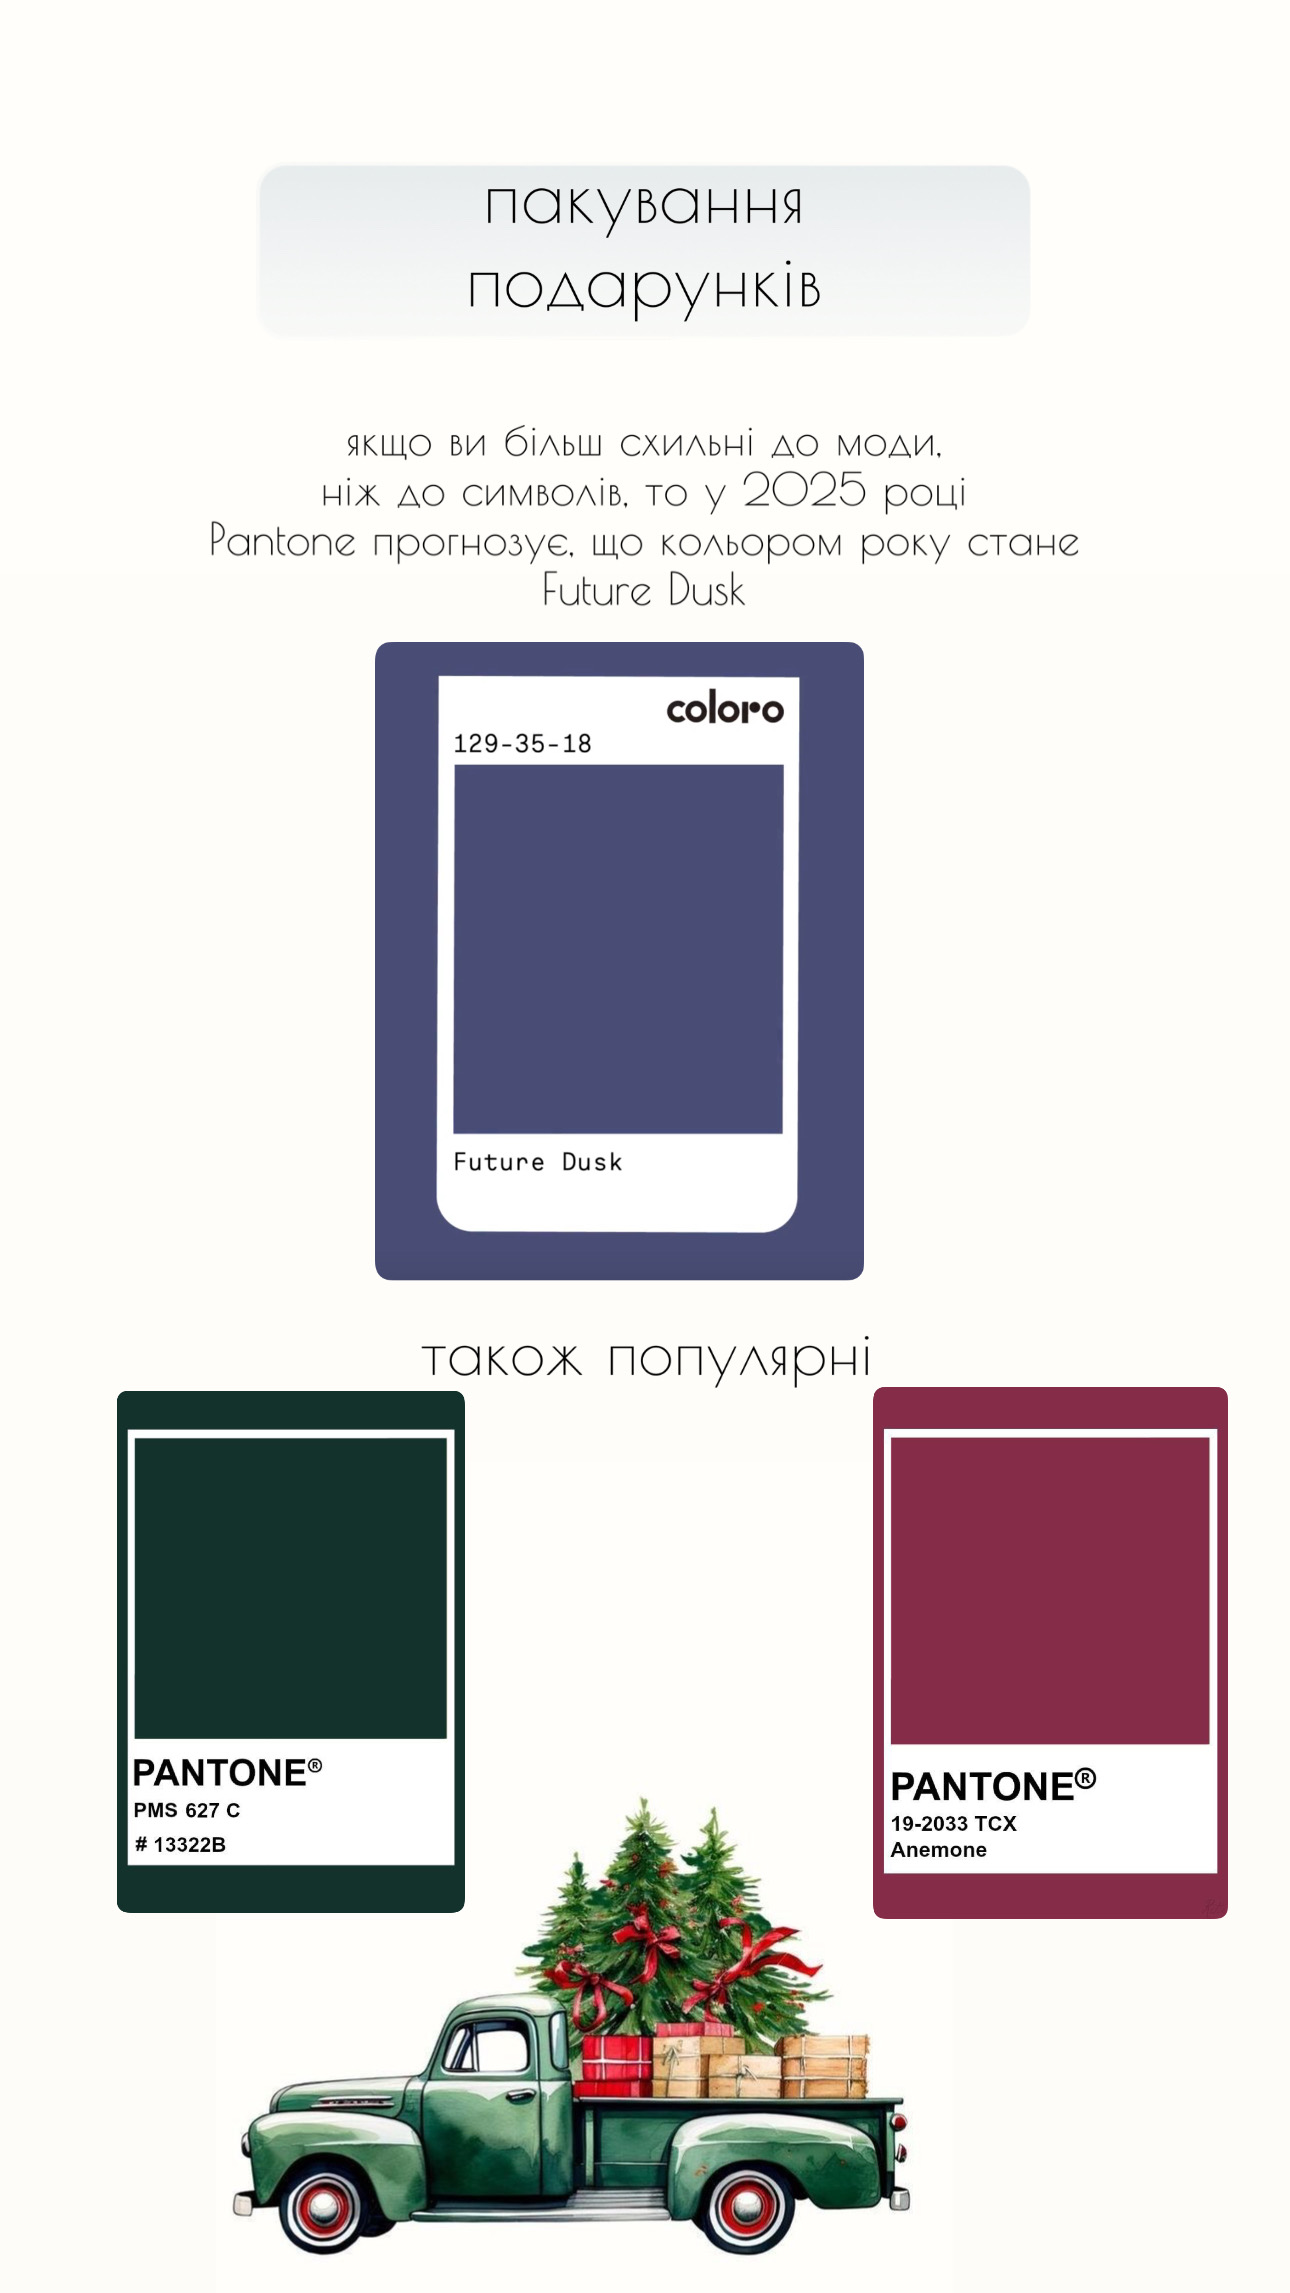 пакування
подарунків
якщо ви більш схильні до моди,
ніж до символів, то у 2025 році
Pantone прогнозує, що кольором року стане
Future Dusk
coloro
129-35-18
Future Dusk
також популярні
PANTONE®
PMS 627 C
# 13322B
PANTONE®
19-2033 TCX
Anemone